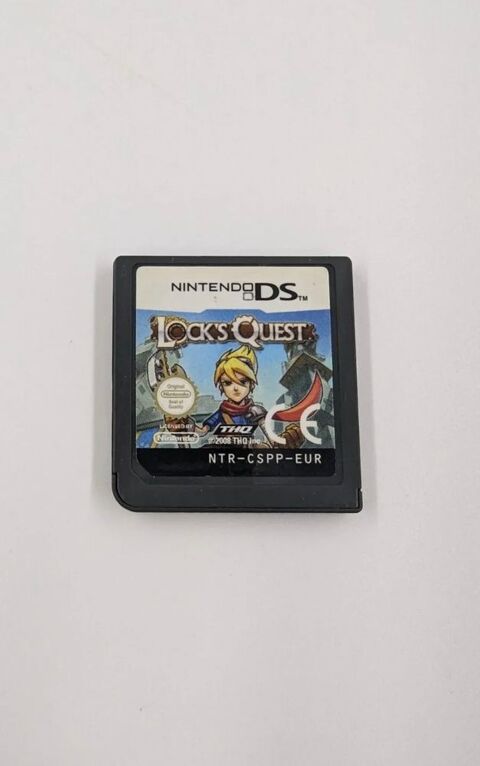 NINTENDO DS™
LOCK'S QUEST
Original
Nintendo
Seal of
Quality
LICENSED BY
Nintendo
THQ
©2008 THQ Inc.
CE
NTR-CSPP-EUR